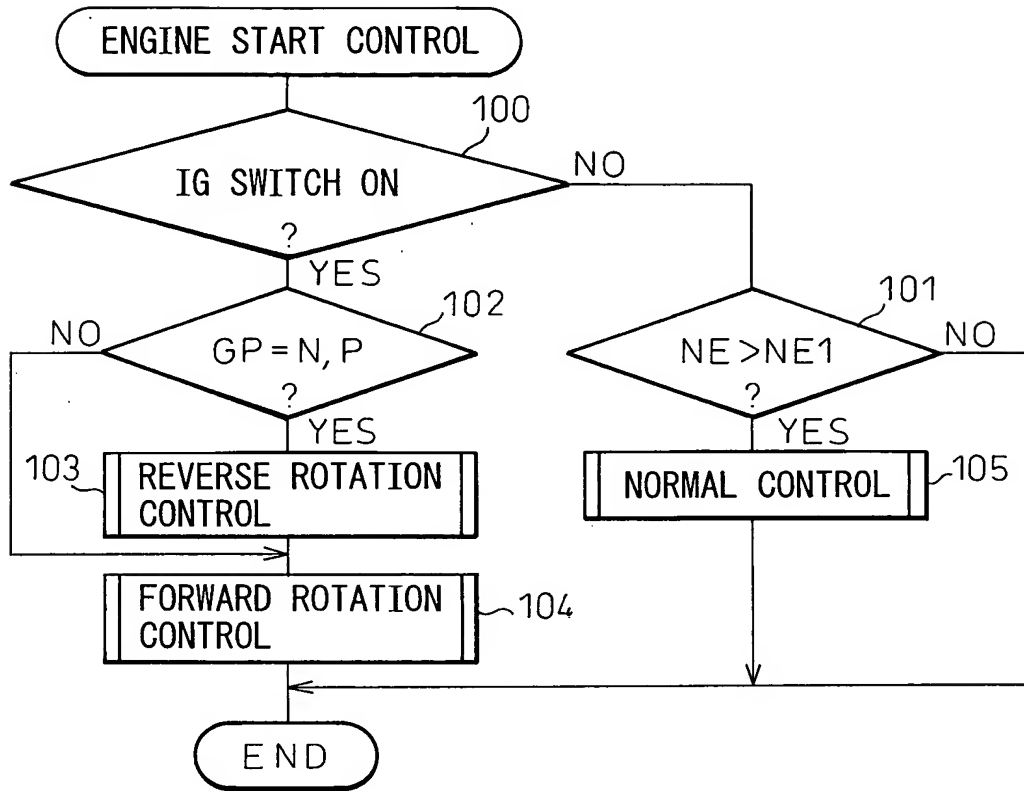 ENGINE START CONTROL
100
IG SWITCH ON
?
NO
YES
102
101
NO
GP=N, P
?
NE>NE1
?
NO
YES
YES
103
REVERSE ROTATION
CONTROL
NORMAL CONTROL
105
FORWARD ROTATION
CONTROL
104
END